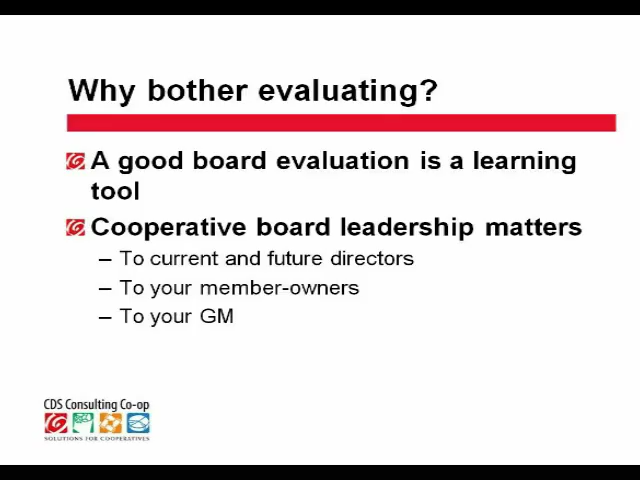 Why bother evaluating?
A good board evaluation is a learning
tool
Cooperative board leadership matters
– To current and future directors
– To your member-owners
– To your GM
CDS Consulting Co-op
SOLUTIONS FOR COOPERATIVES